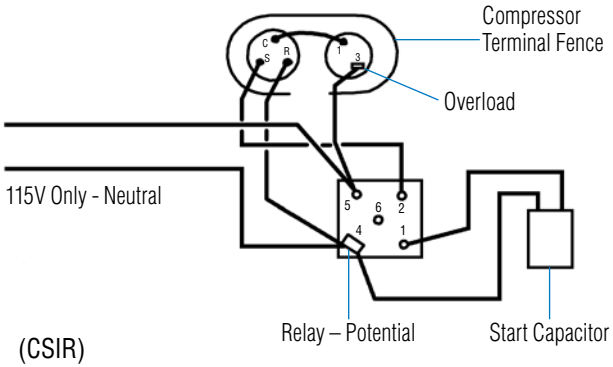 Compressor
Terminal Fence
C
R
S
1
3
Overload
115V Only - Neutral
5
6
2
4
1
Relay – Potential
Start Capacitor
(CSIR)